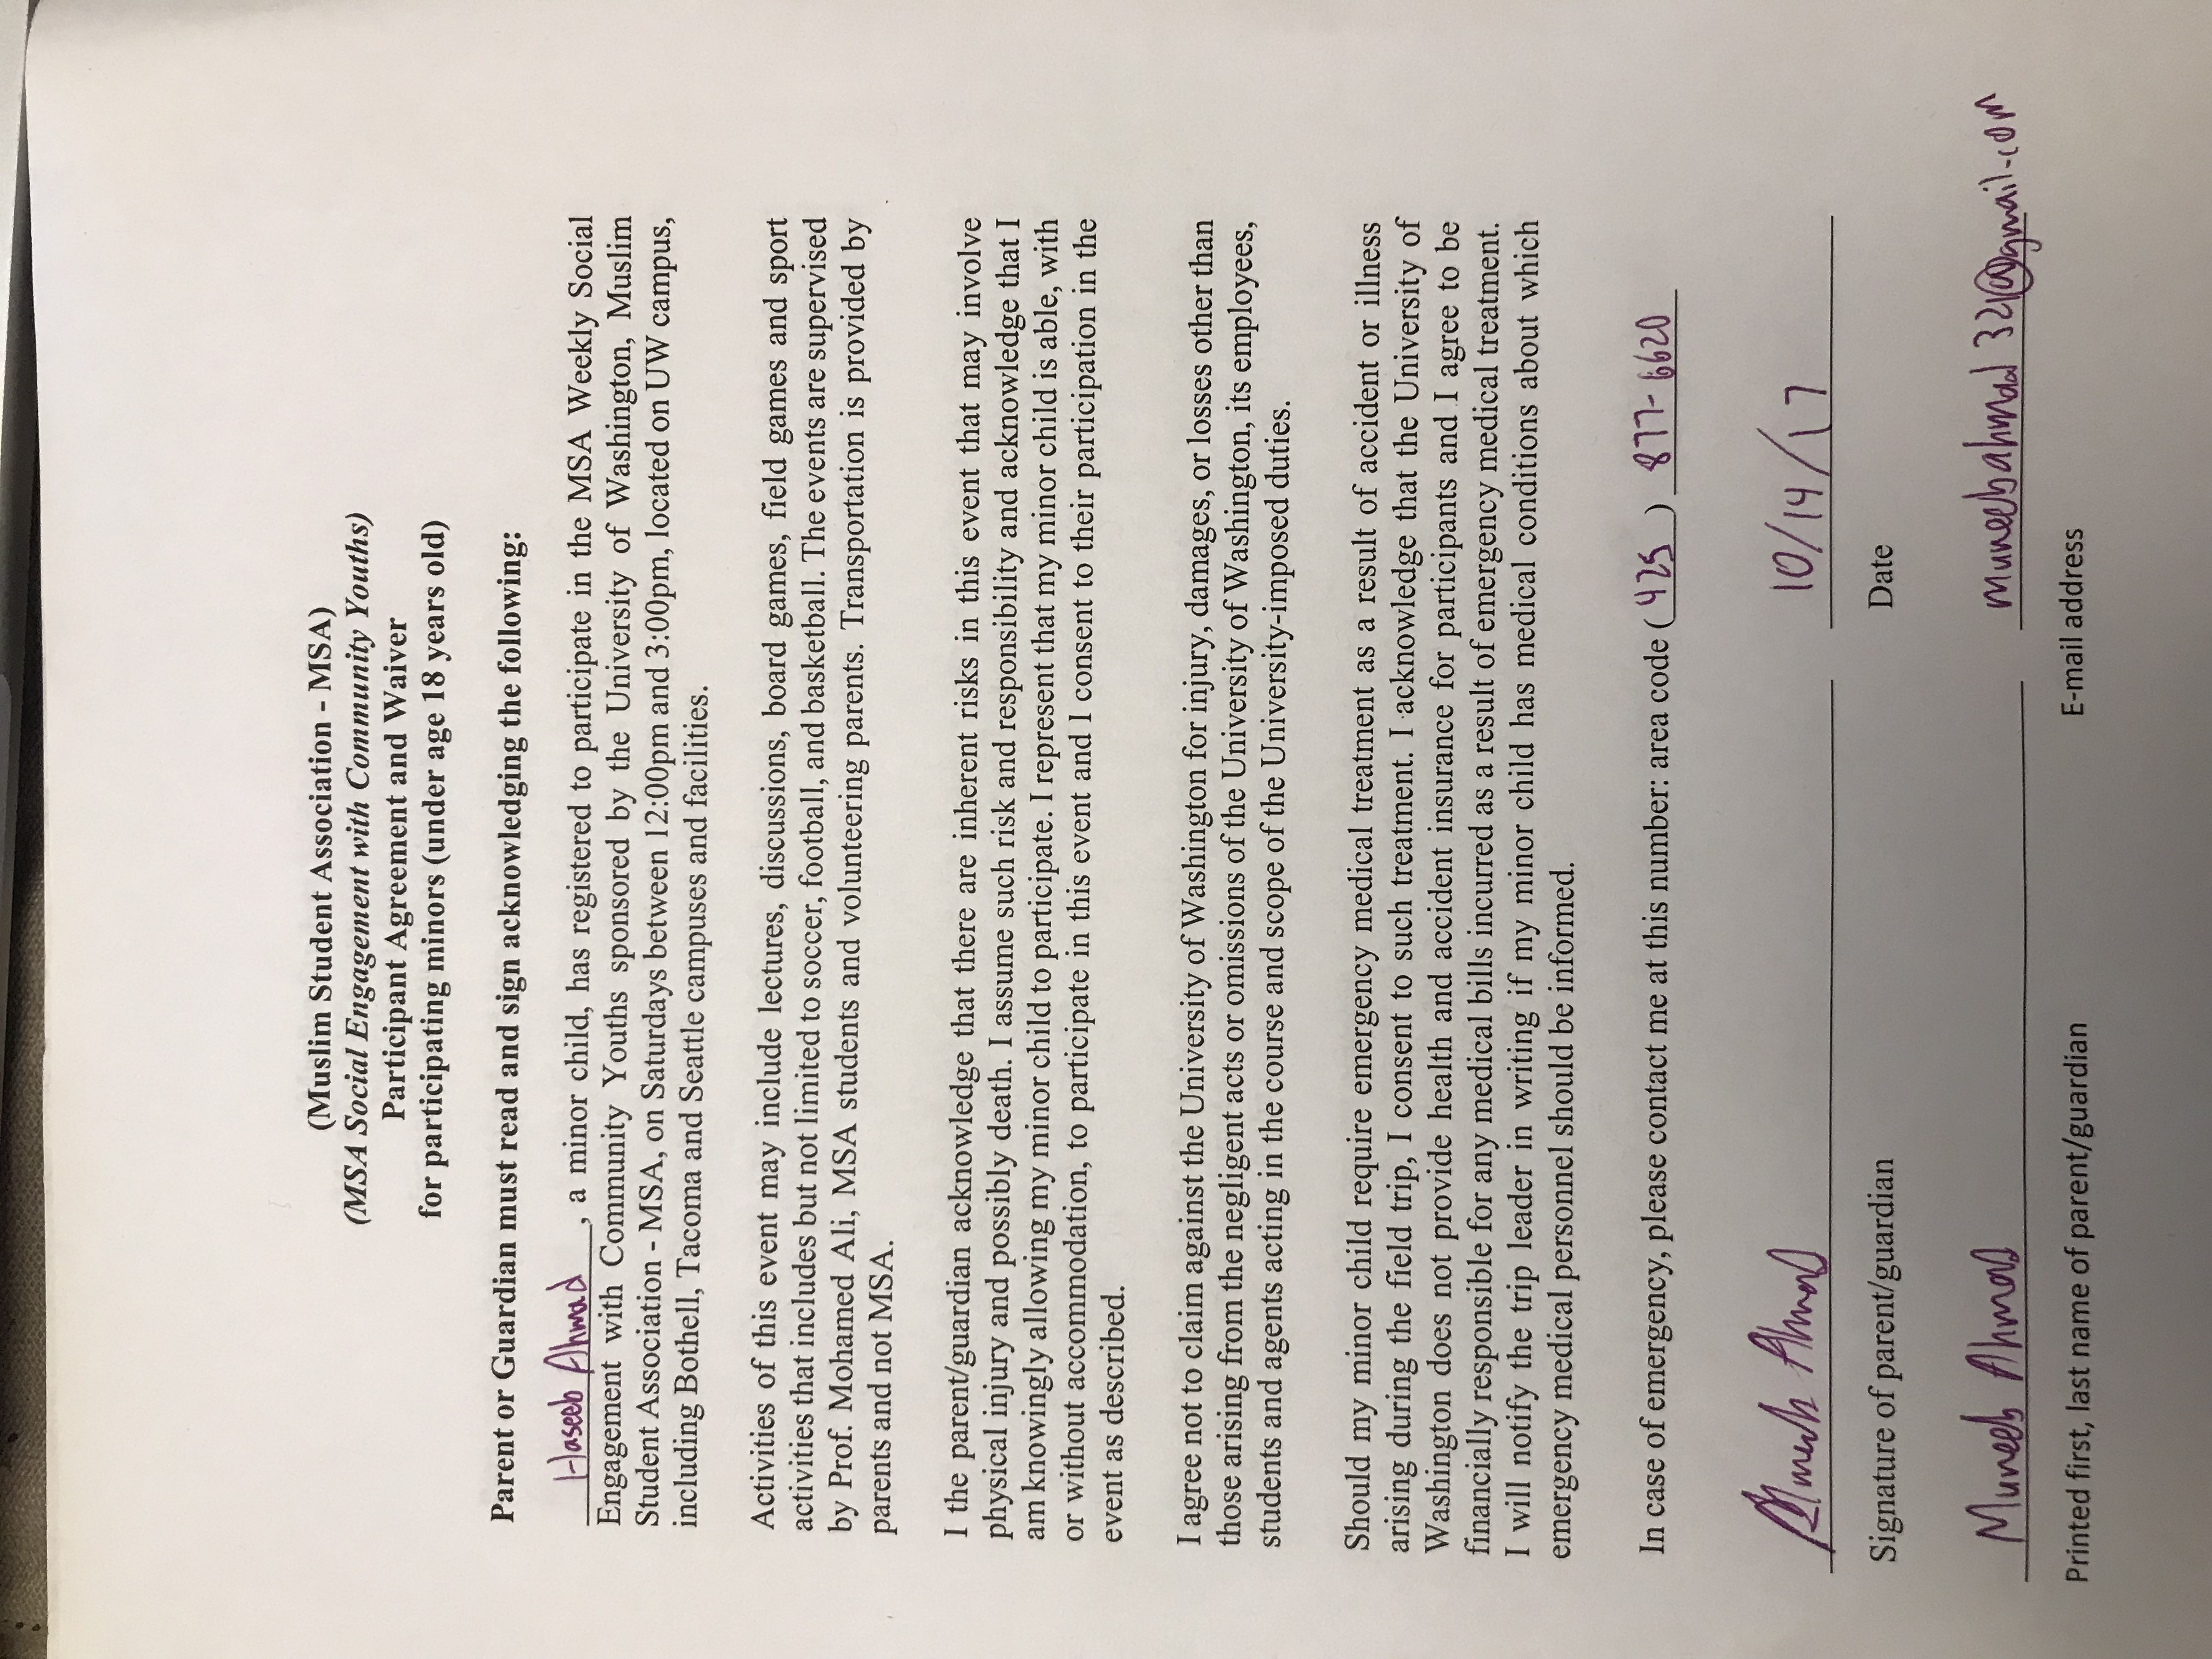 (Muslim Student Association - MSA)
(MSA Social Engagement with Community Youths)
Participant Agreement and Waiver
for participating minors (under age 18 years old)
Parent or Guardian must read and sign acknowledging the following:
Haseeb Ahmad, a minor child, has registered to participate in the MSA Weekly Social
Engagement with Community Youths sponsored by the University of Washington, Muslim
Student Association - MSA, on Saturdays between 12:00pm and 3:00pm, located on UW campus,
including Bothell, Tacoma and Seattle campuses and facilities.
Activities of this event may include lectures, discussions, board games, field games and sport
activities that includes but not limited to soccer, football, and basketball. The events are supervised
by Prof. Mohamed Ali, MSA students and volunteering parents. Transportation is provided by
parents and not MSA.
I the parent/guardian acknowledge that there are inherent risks in this event that may involve
physical injury and possibly death. I assume such risk and responsibility and acknowledge that I
am knowingly allowing my minor child to participate. I represent that my minor child is able, with
or without accommodation, to participate in this event and I consent to their participation in the
event as described.
I agree not to claim against the University of Washington for injury, damages, or losses other than
those arising from the negligent acts or omissions of the University of Washington, its employees,
students and agents acting in the course and scope of the University-imposed duties.
Should my minor child require emergency medical treatment as a result of accident or illness
arising during the field trip, I consent to such treatment. I acknowledge that the University of
Washington does not provide health and accident insurance for participants and I agree to be
financially responsible for any medical bills incurred as a result of emergency medical treatment.
I will notify the trip leader in writing if my minor child has medical conditions about which
emergency medical personnel should be informed.
In case of emergency, please contact me at this number: area code (425) 877-6620
Ahmad 10/14/17
Signature of parent/guardian Date
Muneeb Ahmad muneebahmad321@gmail.com
Printed first, last name of parent/guardian E-mail address